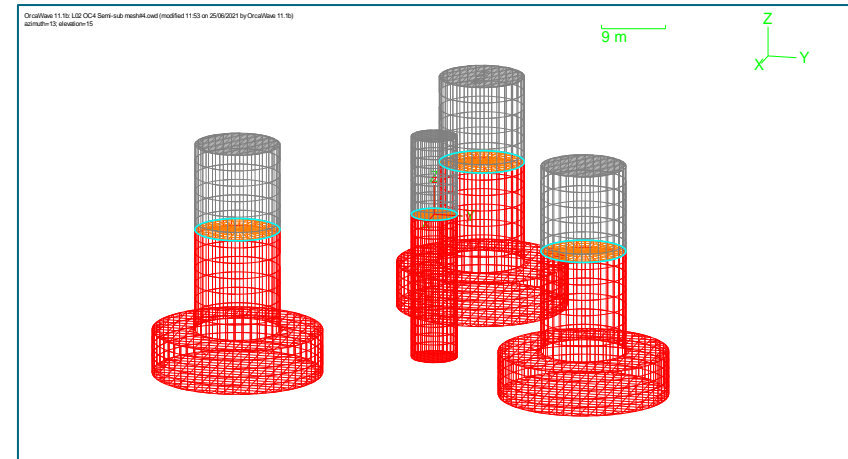 OrcaWave 11.1b: L02 OC4 Semi-sub mesh#4.owd (modified 11:53 on 25/06/2021 by OrcaWave 11.1b)
azimuth=13; elevation=15
9 m
Z
X
Y